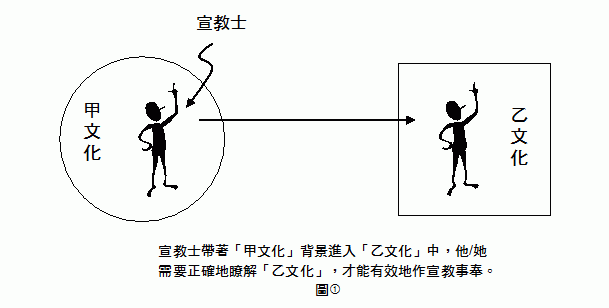 宣教士
甲文化
乙文化
宣教士帶著「甲文化」背景進入「乙文化」中，他/她
需要正確地瞭解「乙文化」，才能有效地作宣教事奉。
圖①